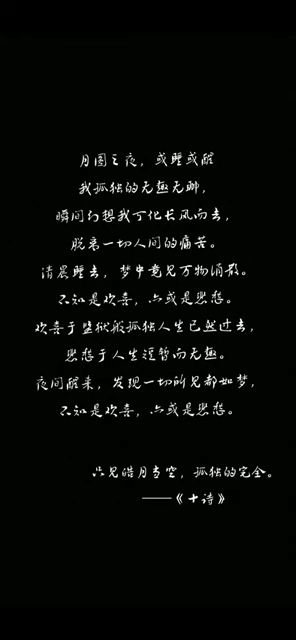 月圆之夜，或睡或醒
我孤独的无趣无聊，
瞬间幻想我可化长风而去，
脱离一切人间的痛苦。
清晨睡去，梦中竟见万物消散。
不知是欢喜，亦或是悲愁。
欢喜于监狱般孤独人生已然过去，
悲愁于人生短暂而无趣。
夜间醒来，发现一切所见都如梦，
不知是欢喜，亦或是悲愁。
只见皓月当空，孤独的完全。
——《十诗》